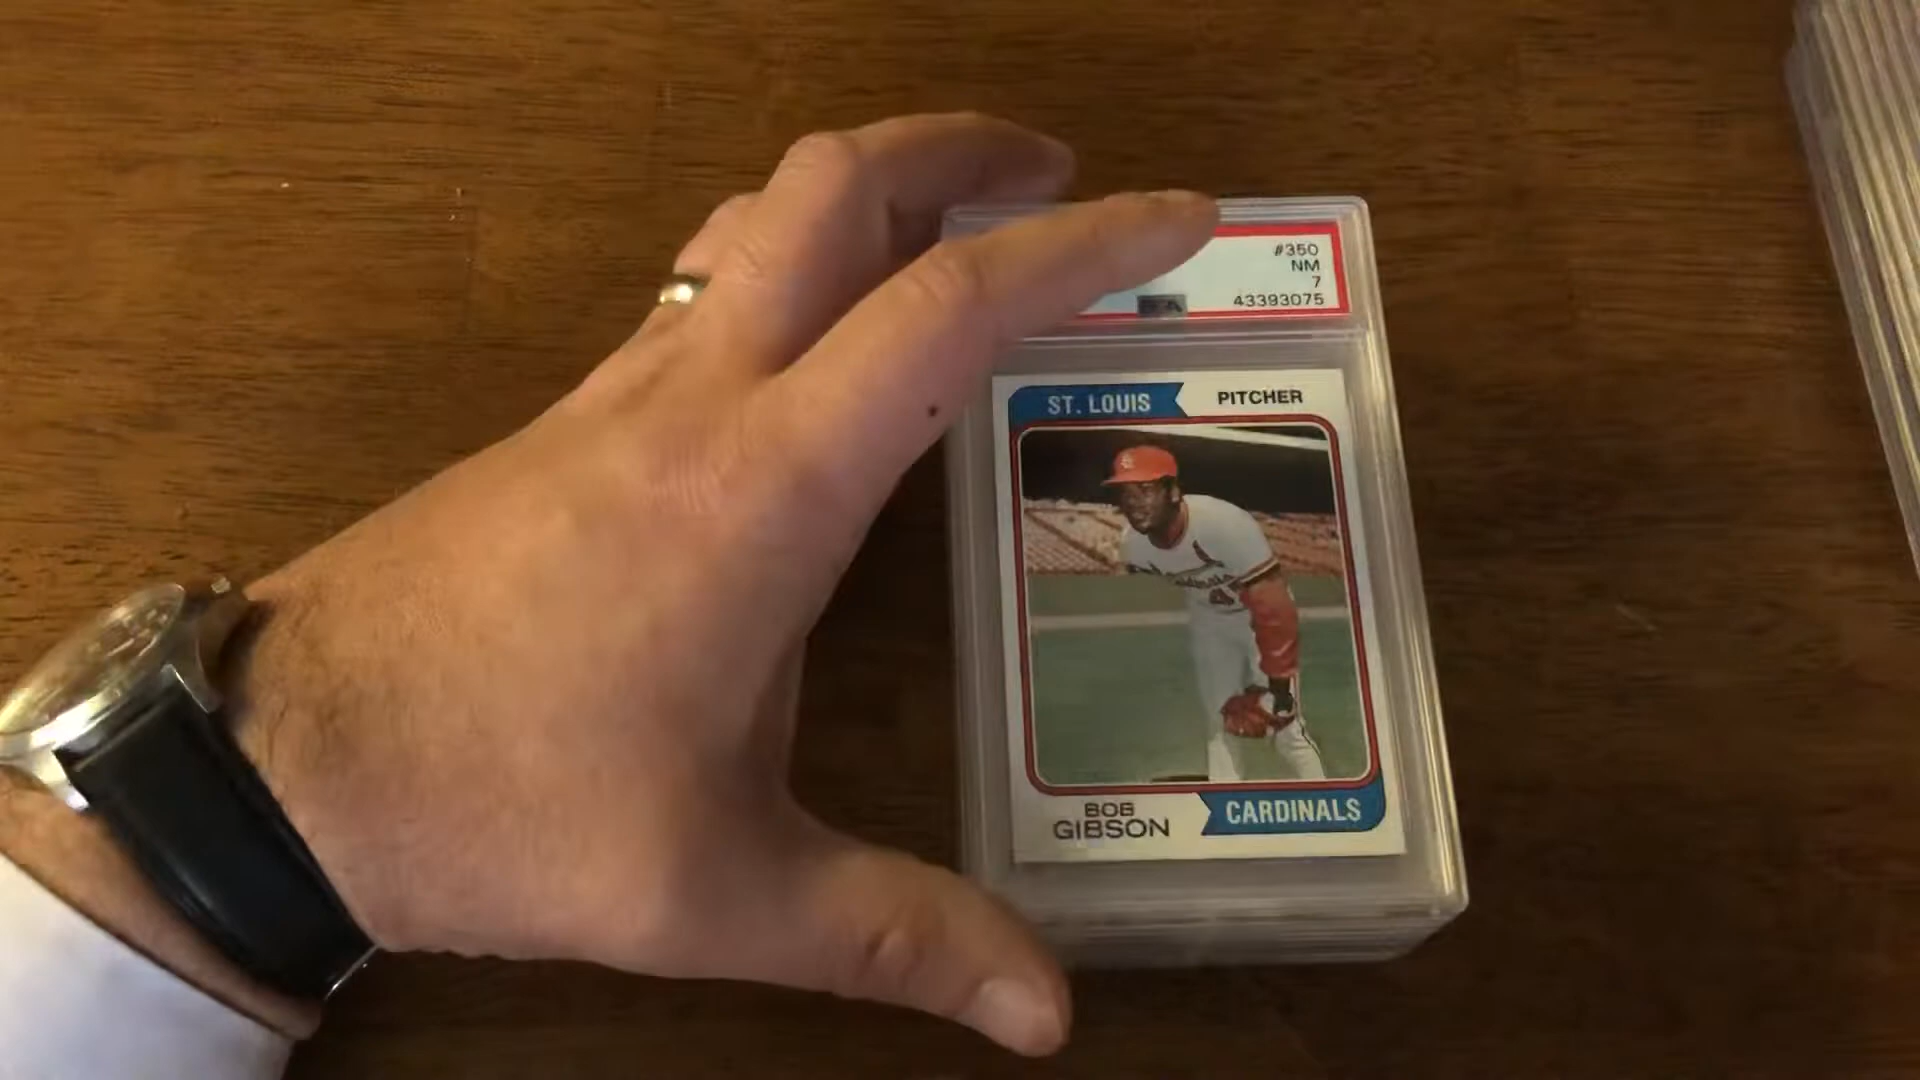 #350
NM
7
43393075
ST. LOUIS
PITCHER
BOB
GIBSON
CARDINALS